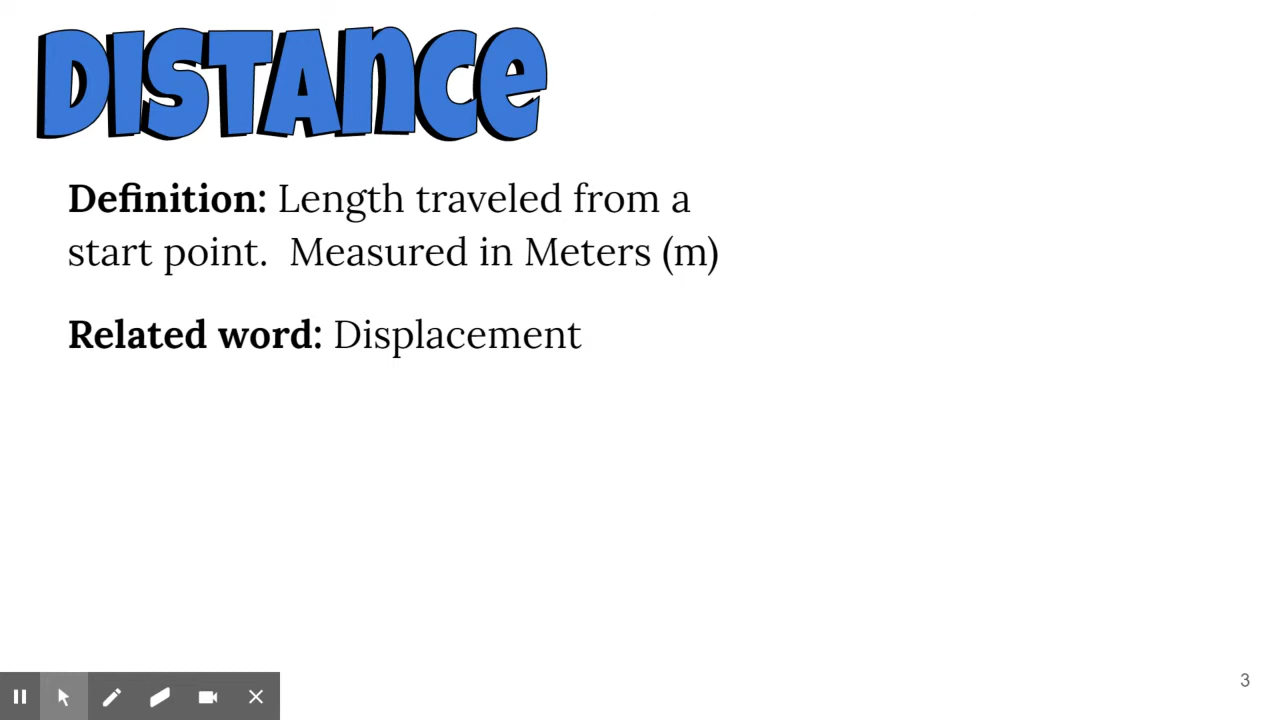 DISTANCE
Definition: Length traveled from a
start point.  Measured in Meters (m)
Related word: Displacement
3